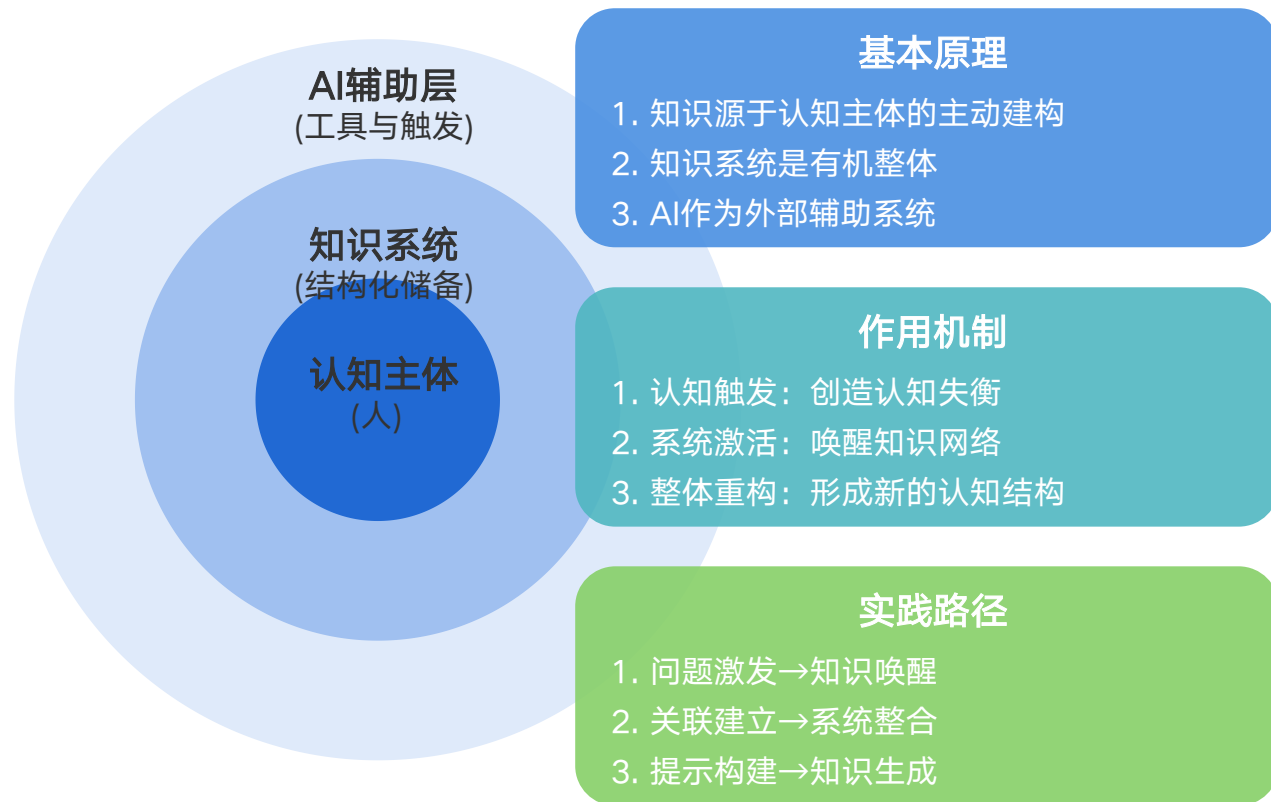 AI辅助层
(工具与触发)
知识系统
(结构化储备)
认知主体
(人)
基本原理
1. 知识源于认知主体的主动建构
2. 知识系统是有机整体
3. AI作为外部辅助系统
作用机制
1. 认知触发：创造认知失衡
2. 系统激活：唤醒知识网络
3. 整体重构：形成新的认知结构
实践路径
1. 问题激发→知识唤醒
2. 关联建立→系统整合
3. 提示构建→知识生成